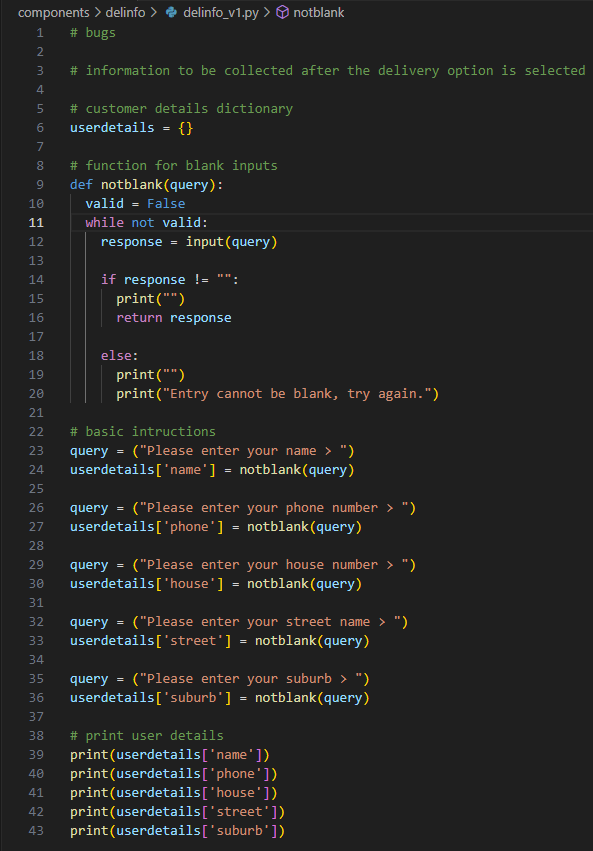 components > delinfo > delinfo_v1.py > notblank
1 # bugs
2
3 # information to be collected after the delivery option is selected
4
5 # customer details dictionary
6 userdetails = {}
7
8 # function for blank inputs
9 def notblank(query):
10   valid = False
11   while not valid:
12     response = input(query)
13
14     if response != "":
15       print("")
16       return response
17
18     else:
19       print("")
20       print("Entry cannot be blank, try again.")
21
22 # basic intructions
23 query = ("Please enter your name > ")
24 userdetails['name'] = notblank(query)
25
26 query = ("Please enter your phone number > ")
27 userdetails['phone'] = notblank(query)
28
29 query = ("Please enter your house number > ")
30 userdetails['house'] = notblank(query)
31
32 query = ("Please enter your street name > ")
33 userdetails['street'] = notblank(query)
34
35 query = ("Please enter your suburb > ")
36 userdetails['suburb'] = notblank(query)
37
38 # print user details
39 print(userdetails['name'])
40 print(userdetails['phone'])
41 print(userdetails['house'])
42 print(userdetails['street'])
43 print(userdetails['suburb'])